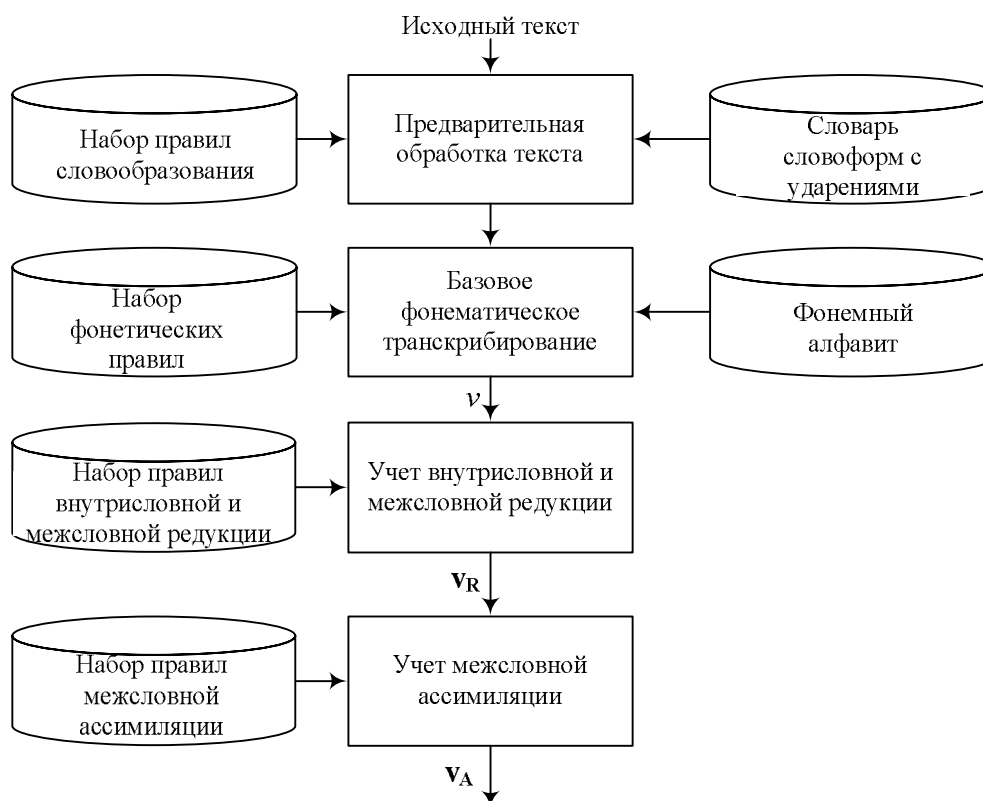 Исходный текст
Набор правил
словообразования
Предварительная
обработка текста
Словарь
словоформ с
ударениями
Набор
фонетических
правил
Базовое
фонематическое
транскрибирование
Фонемный
алфавит
v
Набор правил
внутрисловной и
межсловной редукции
Учет внутрисловной и
межсловной редукции
vR
Набор правил
межсловной
ассимиляции
Учет межсловной
ассимиляции
vA